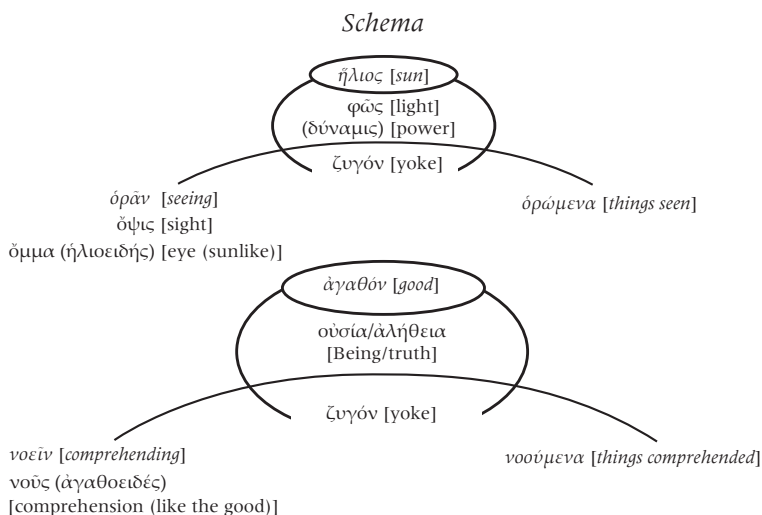 Schema
ἥλιος [sun]
φῶς [light]
(δύναμις) [power]
ζυγόν [yoke]
ὁρᾶν [seeing]
ὄψις [sight]
ὄμμα (ἡλιοειδής) [eye (sunlike)]
ὁρώμενα [things seen]
ἀγαθόν [good]
οὐσία/ἀλήθεια
[Being/truth]
ζυγόν [yoke]
νοεῖν [comprehending]
νοῦς (ἀγαθοειδές)
[comprehension (like the good)]
νοούμενα [things comprehended]